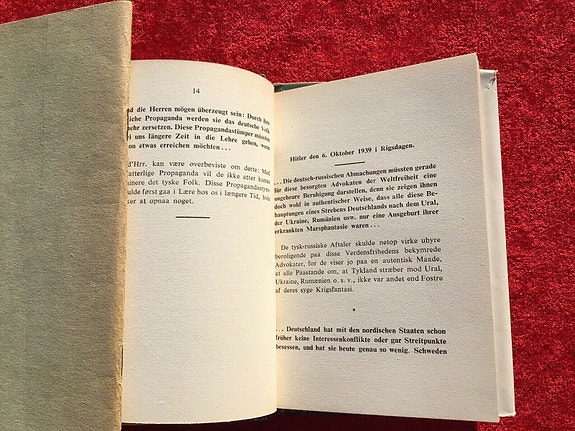 14
nd die Herren mögen überzeugt sein: Durch ihre
iche Propaganda werden sie das deutsche Volk
mehr zersetzen. Diese Propagandastümper müssten
ei uns längere Zeit in die Lehre gehen, wenn
on etwas erreichen möchten ...
d'Hrr. kan være overbeviste om dette: Med
atterlige Propaganda vil de ikke atter kunne
minere det tyske Folk. Disse Propagandastym-
ulde først gaa i Lære hos os i længere Tid, hvis
ker at opnaa noget.
Hitler den 6. Oktober 1939 i Rigsdagen.
... Die deutsch-russischen Abmachungen müssten gerade
für diese besorgten Advokaten der Weltfreiheit eine
ungeheure Beruhigung darstellen, denn sie zeigen ihnen
doch wohl in authentischer Weise, dass alle diese Be-
hauptungen eines Strebens Deutschlands nach dem Ural,
der Ukraine, Rumänien usw. nur eine Ausgeburt ihrer
erkrankten Marsphantasie waren ...
De tysk-russiske Aftaler skulde netop virke uhyre
beroligende paa disse Verdensfrihedens bekymrede
Advokater, for de viser jo paa en autentisk Maade,
at alle Paastande om, at Tykland stræber mod Ural,
Ukraine, Rumænien o. s. v., ikke var andet end Fostre
af deres syge Krigsfantasi.
*
... Deutschland hat mit den nordischen Staaten schon
früher keine Interessenkonflikte oder gar Streitpunkte
besessen, und hat sie heute genau so wenig. Schweden